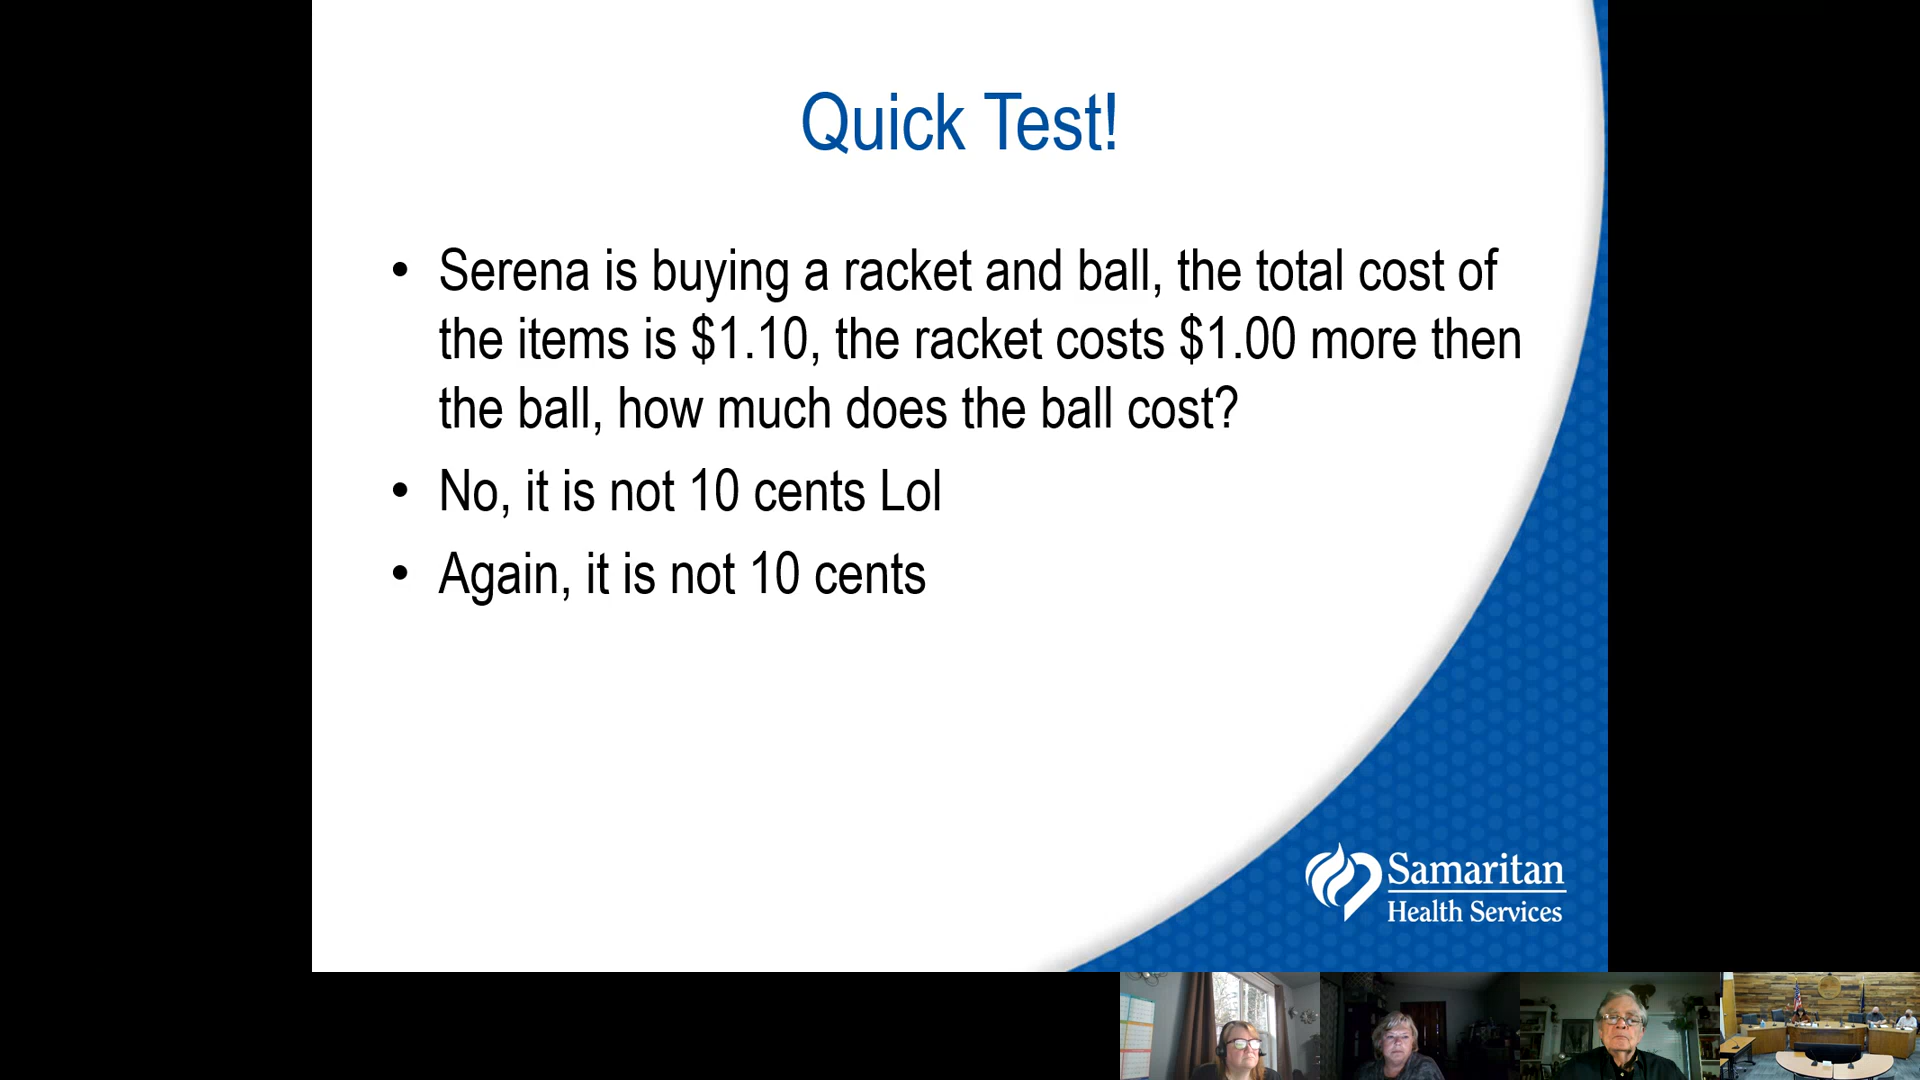 Quick Test!
• Serena is buying a racket and ball, the total cost of
the items is $1.10, the racket costs $1.00 more then
the ball, how much does the ball cost?
• No, it is not 10 cents Lol
• Again, it is not 10 cents
Samaritan
Health Services